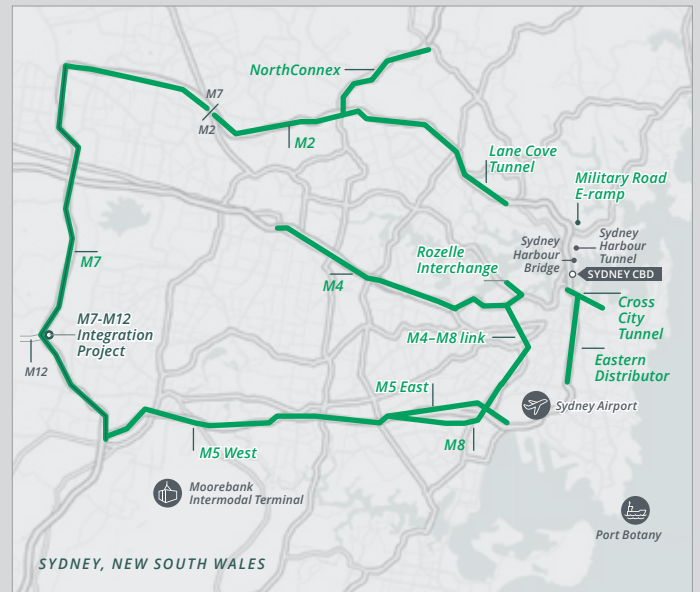 NorthConnex
M7
M2
M2
Lane Cove
Tunnel
Military Road
E-ramp
Sydney
Harbour
Tunnel
Sydney
Harbour
Bridge
SYDNEY CBD
Rozelle
Interchange
M7
M4
Cross
City
Tunnel
M7-M12
Integration
Project
M12
M4–M8 link
Eastern
Distributor
M5 East
Sydney Airport
M5 West
M8
Moorebank
Intermodal Terminal
Port Botany
SYDNEY, NEW SOUTH WALES